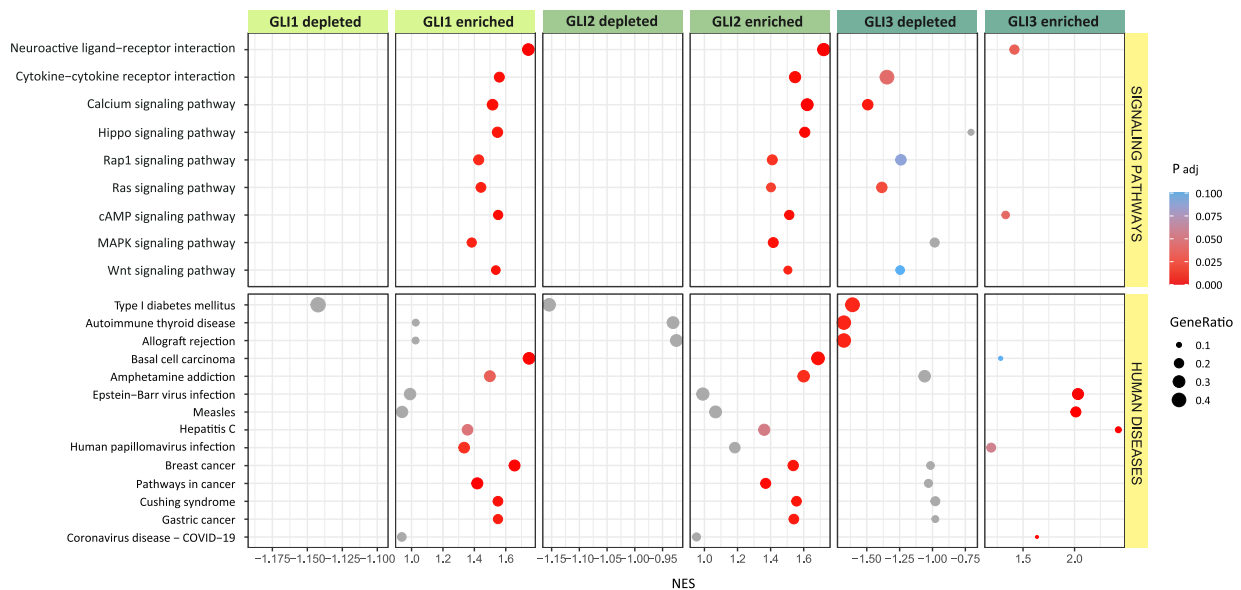 GLI1 depleted GLI1 enriched GLI2 depleted GLI2 enriched GLI3 depleted GLI3 enriched
Neuroactive ligand−receptor interaction
Cytokine−cytokine receptor interaction
Calcium signaling pathway
Hippo signaling pathway
Rap1 signaling pathway
Ras signaling pathway
cAMP signaling pathway
MAPK signaling pathway
Wnt signaling pathway
SIGNALING PATHWAYS
Type I diabetes mellitus
Autoimmune thyroid disease
Allograft rejection
Basal cell carcinoma
Amphetamine addiction
Epstein−Barr virus infection
Measles
Hepatitis C
Human papillomavirus infection
Breast cancer
Pathways in cancer
Cushing syndrome
Gastric cancer
Coronavirus disease − COVID−19
HUMAN DISEASES
−1.175 −1.150 −1.125 −1.100 1.0 1.2 1.4 1.6 −1.15 −1.10 −1.05 −1.00 −0.95 1.0 1.2 1.4 1.6 −1.50 −1.25 −1.00 −0.75 1.5 2.0
NES
P adj
0.100
0.075
0.050
0.025
0.000
GeneRatio
0.1
0.2
0.3
0.4